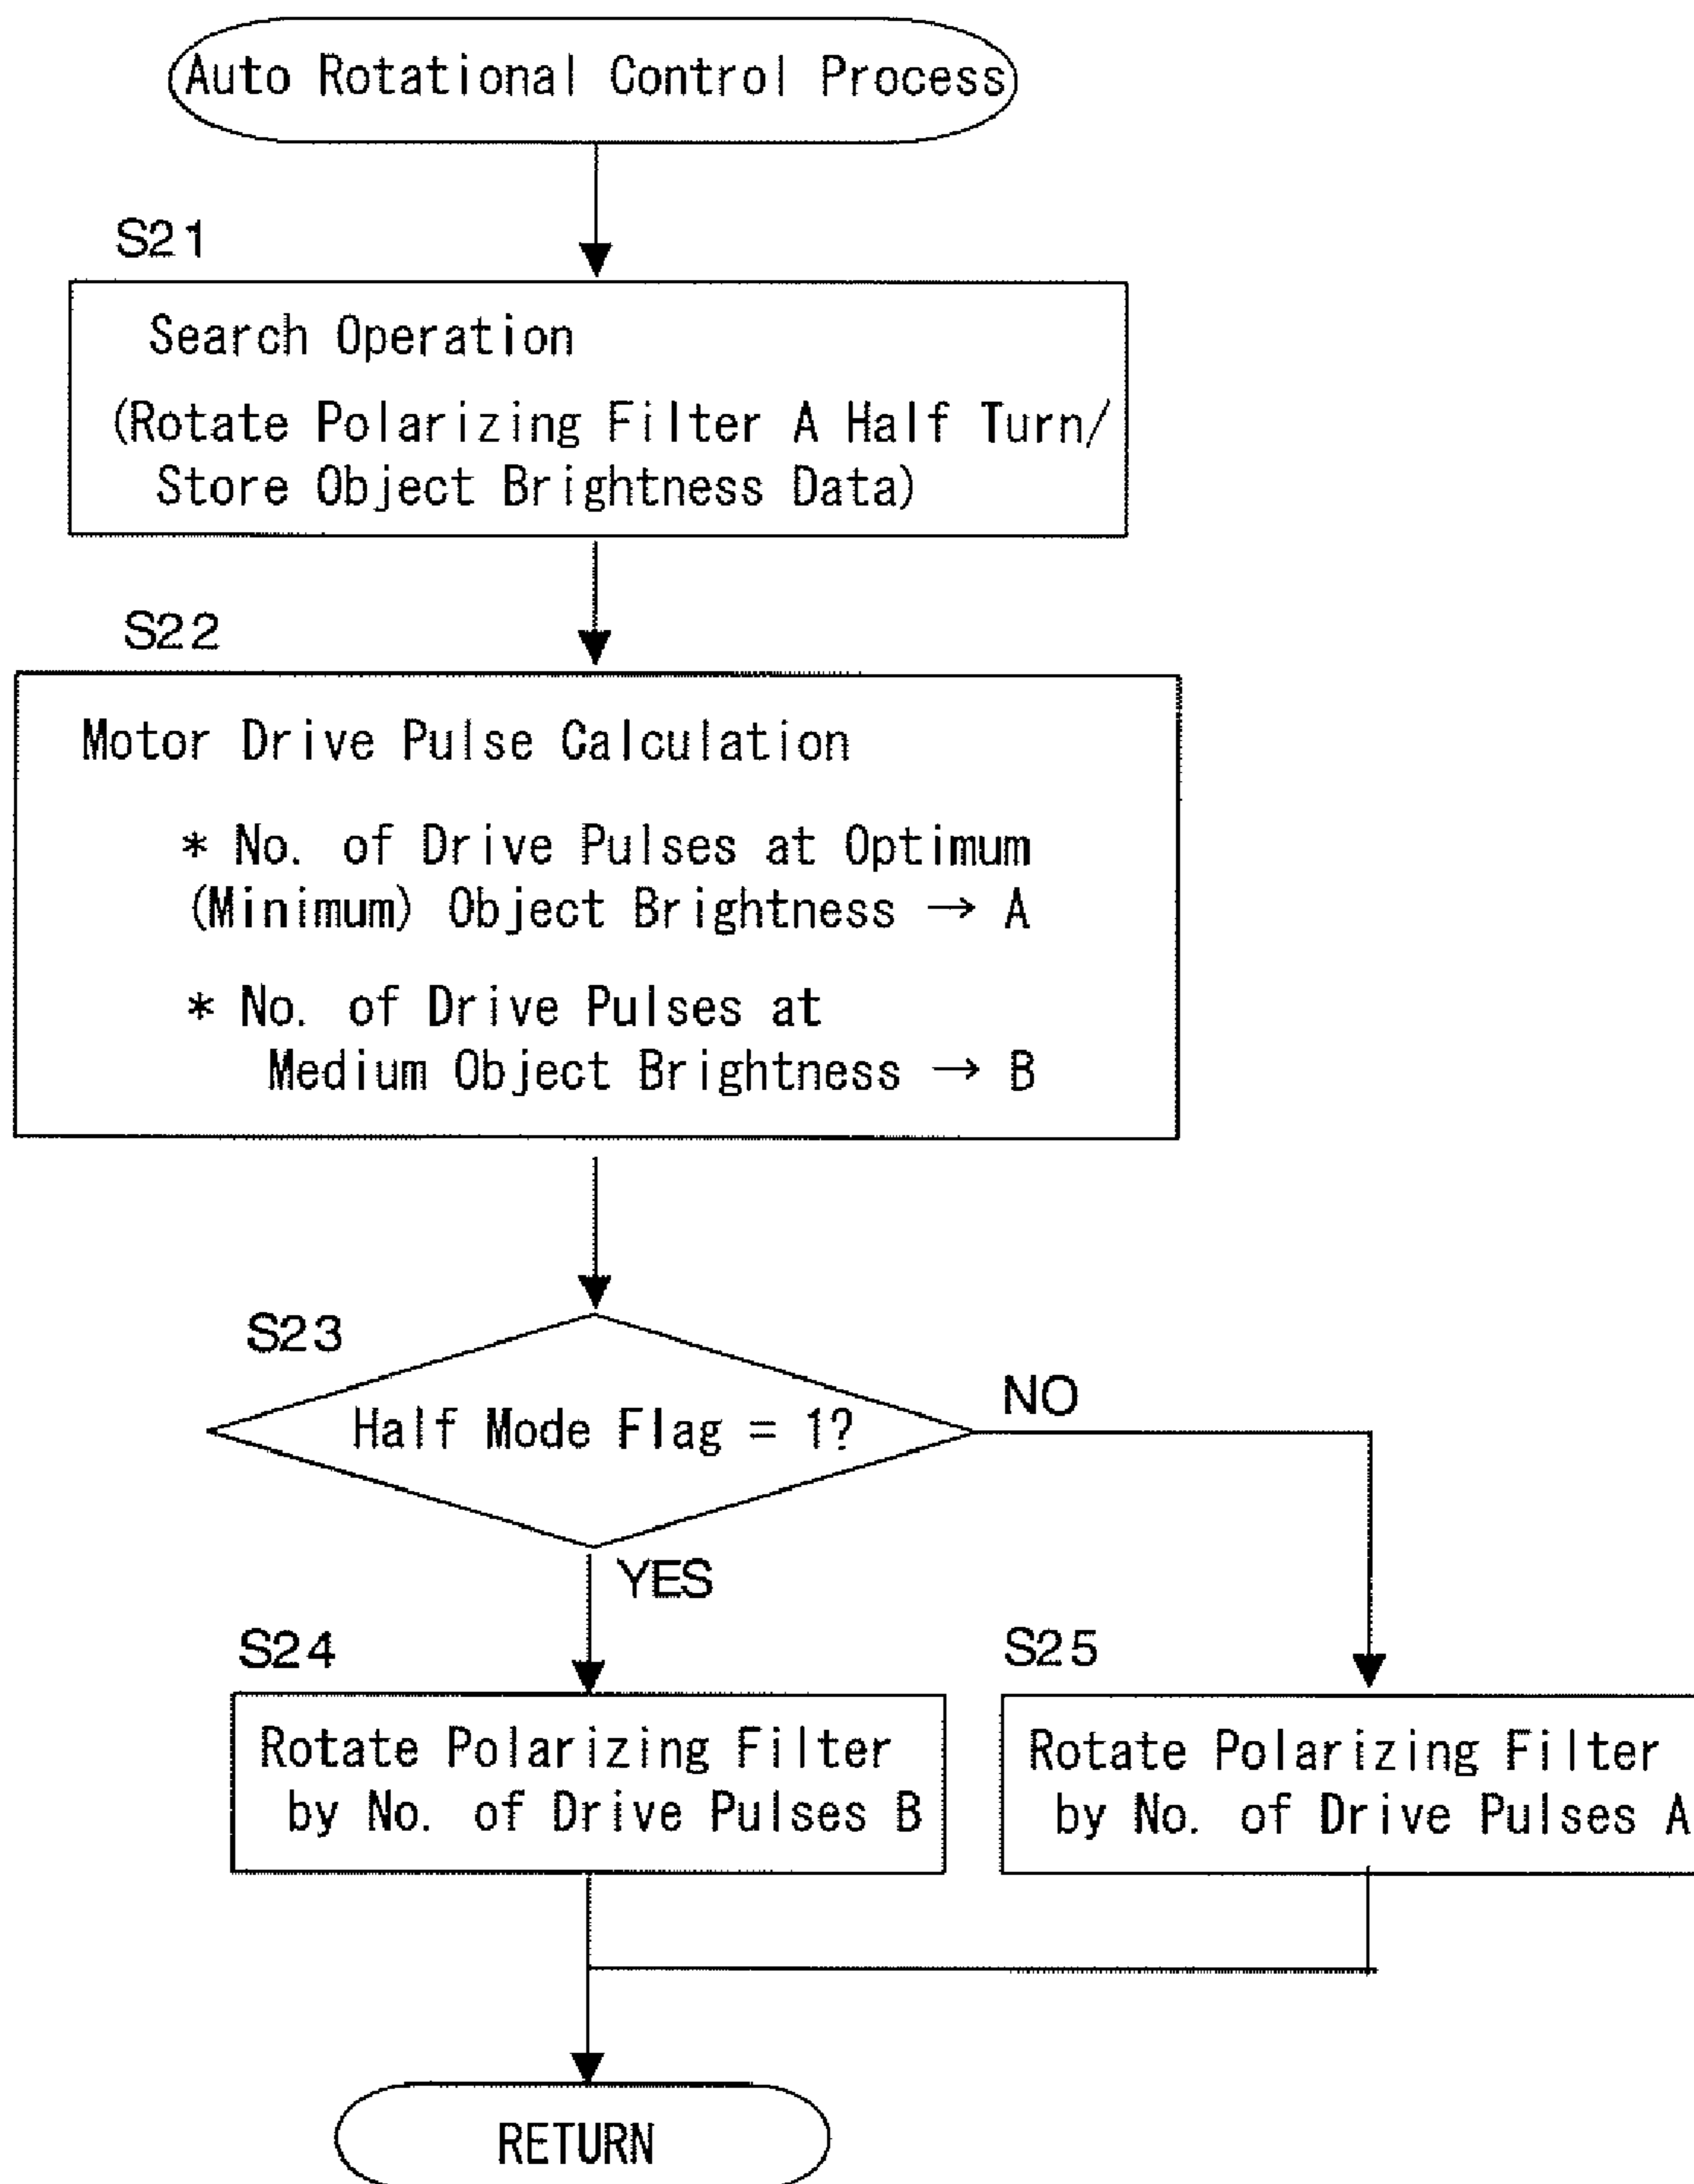 Auto Rotational Control Process
S21
Search Operation
(Rotate Polarizing Filter A Half Turn/
Store Object Brightness Data)
S22
Motor Drive Pulse Calculation
* No. of Drive Pulses at Optimum
(Minimum) Object Brightness → A
* No. of Drive Pulses at
Medium Object Brightness → B
S23
Half Mode Flag = 1?
NO
YES
S24
Rotate Polarizing Filter
by No. of Drive Pulses B
S25
Rotate Polarizing Filter
by No. of Drive Pulses A
RETURN